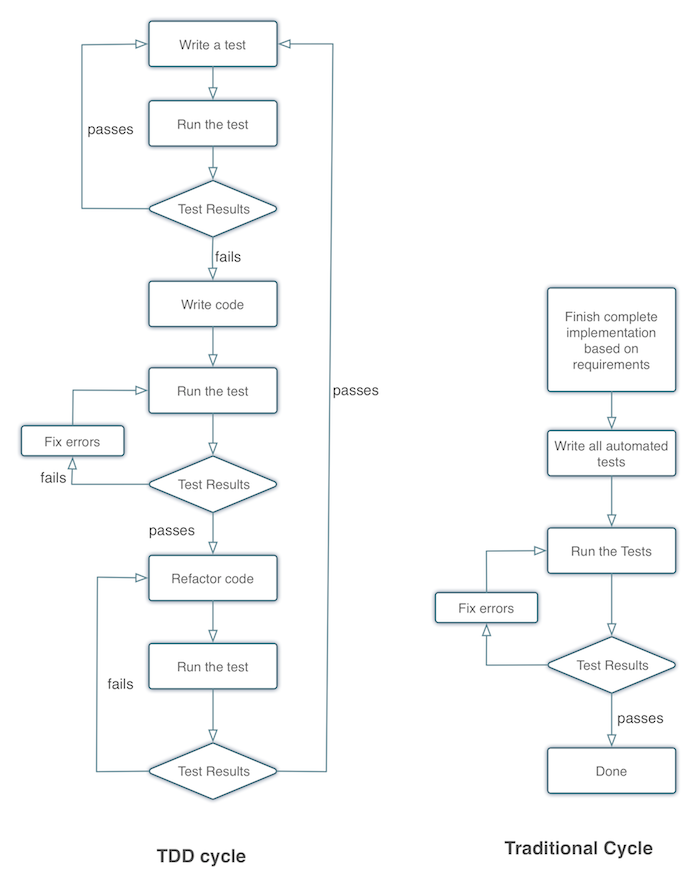 Write a test
passes
Run the test
Test Results
fails
Write code
Run the test
passes
Fix errors
fails
Test Results
passes
Refactor code
Run the test
fails
Test Results
TDD cycle
Finish complete
implementation
based on
requirements
Write all automated
tests
Run the Tests
Fix errors
Test Results
passes
Done
Traditional Cycle